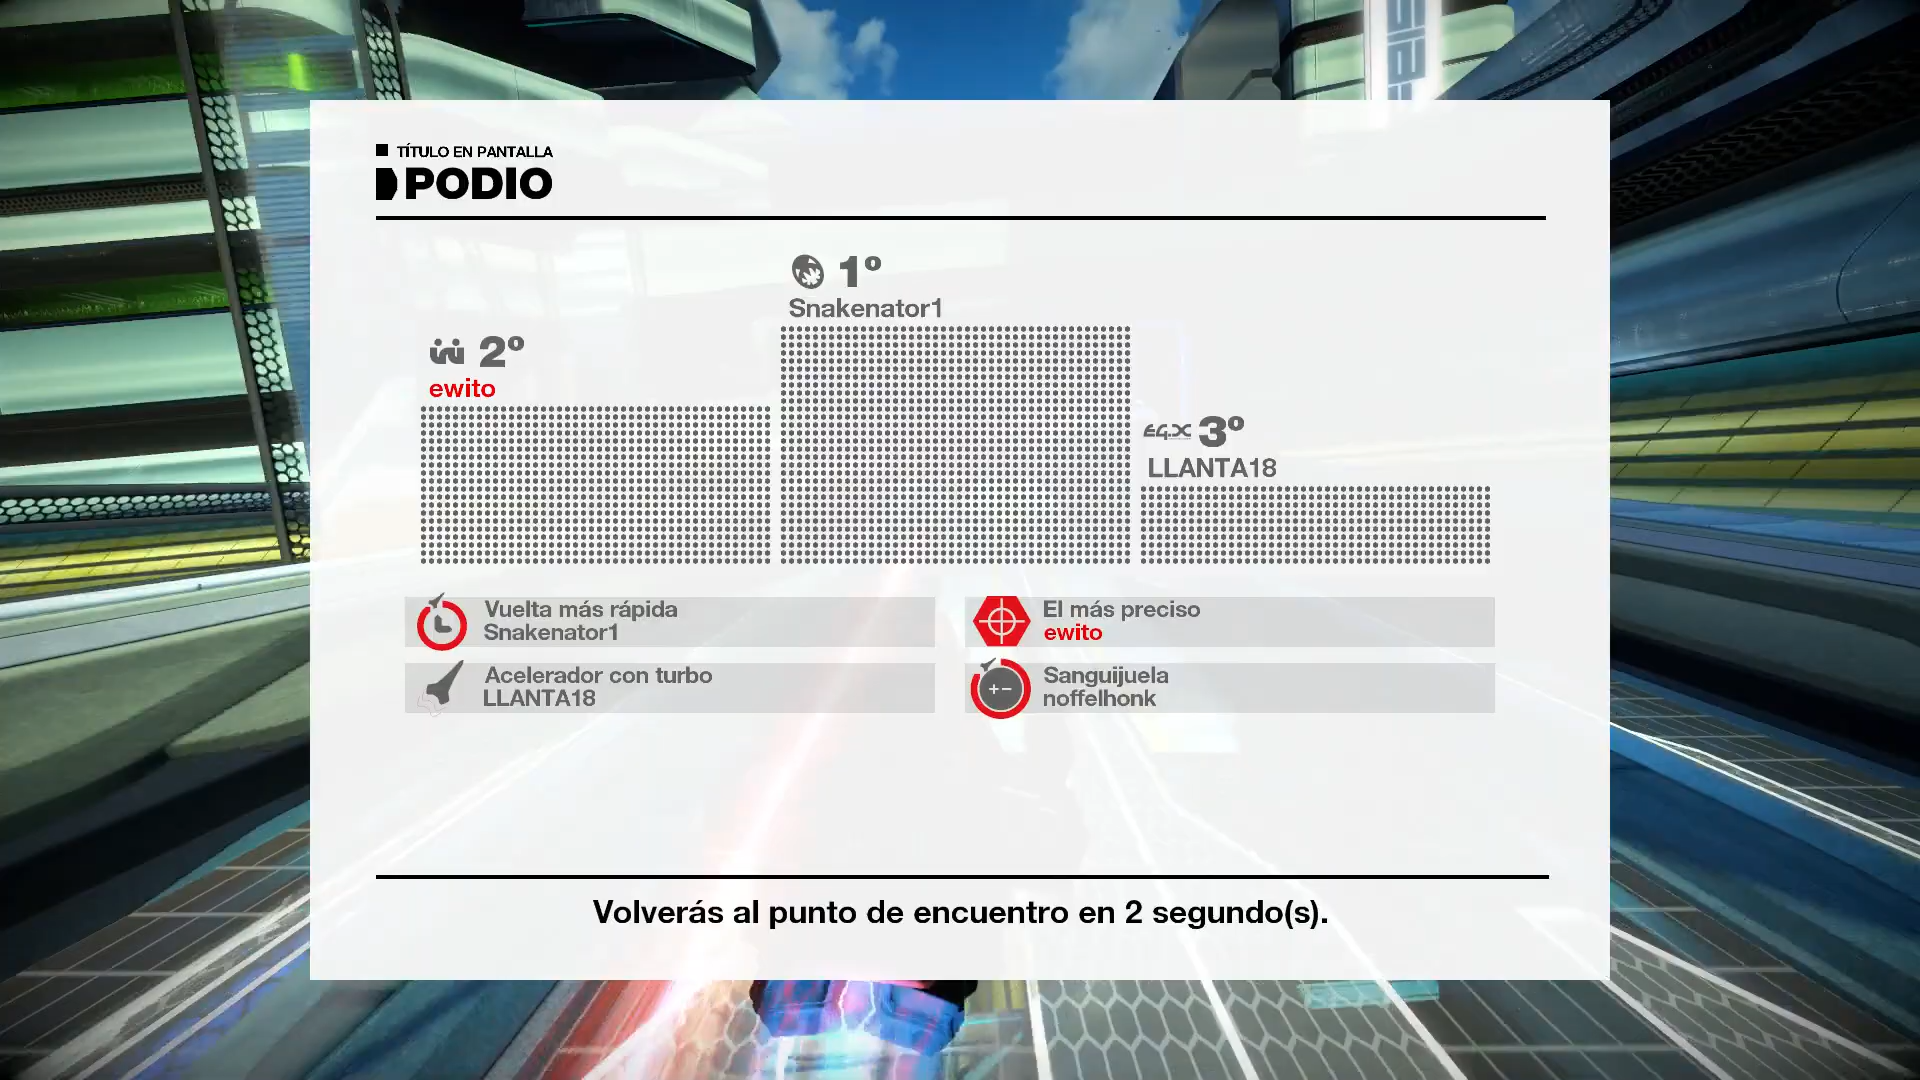 TÍTULO EN PANTALLA
PODIO
1º
Snakenator1
2º
ewito
EG.X 3º
LLANTA18
Vuelta más rápida
Snakenator1
El más preciso
ewito
Acelerador con turbo
LLANTA18
Sanguijuela
noffelhonk
Volverás al punto de encuentro en 2 segundo(s).